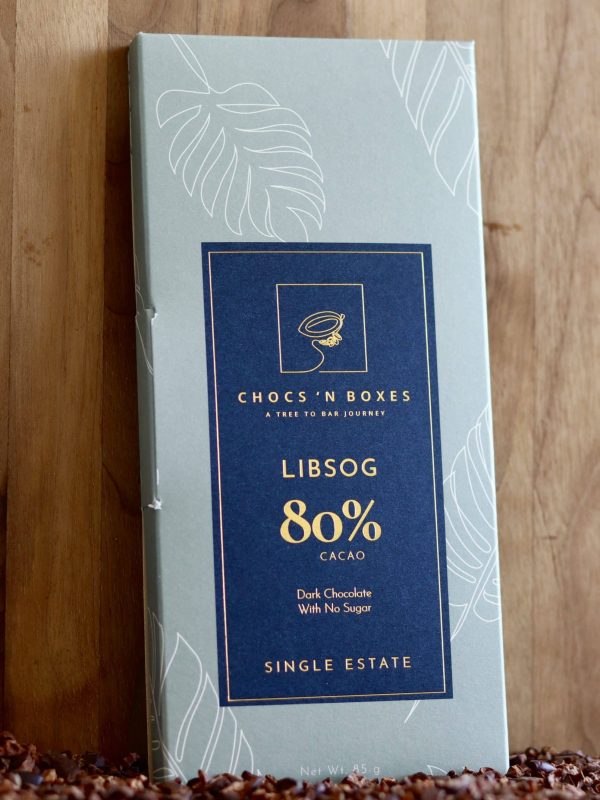 CHOCS 'N BOXES
A TREE TO BAR JOURNEY
LIBSOG
80%
CACAO
Dark Chocolate
With No Sugar
SINGLE ESTATE
Net Wt. 85 g